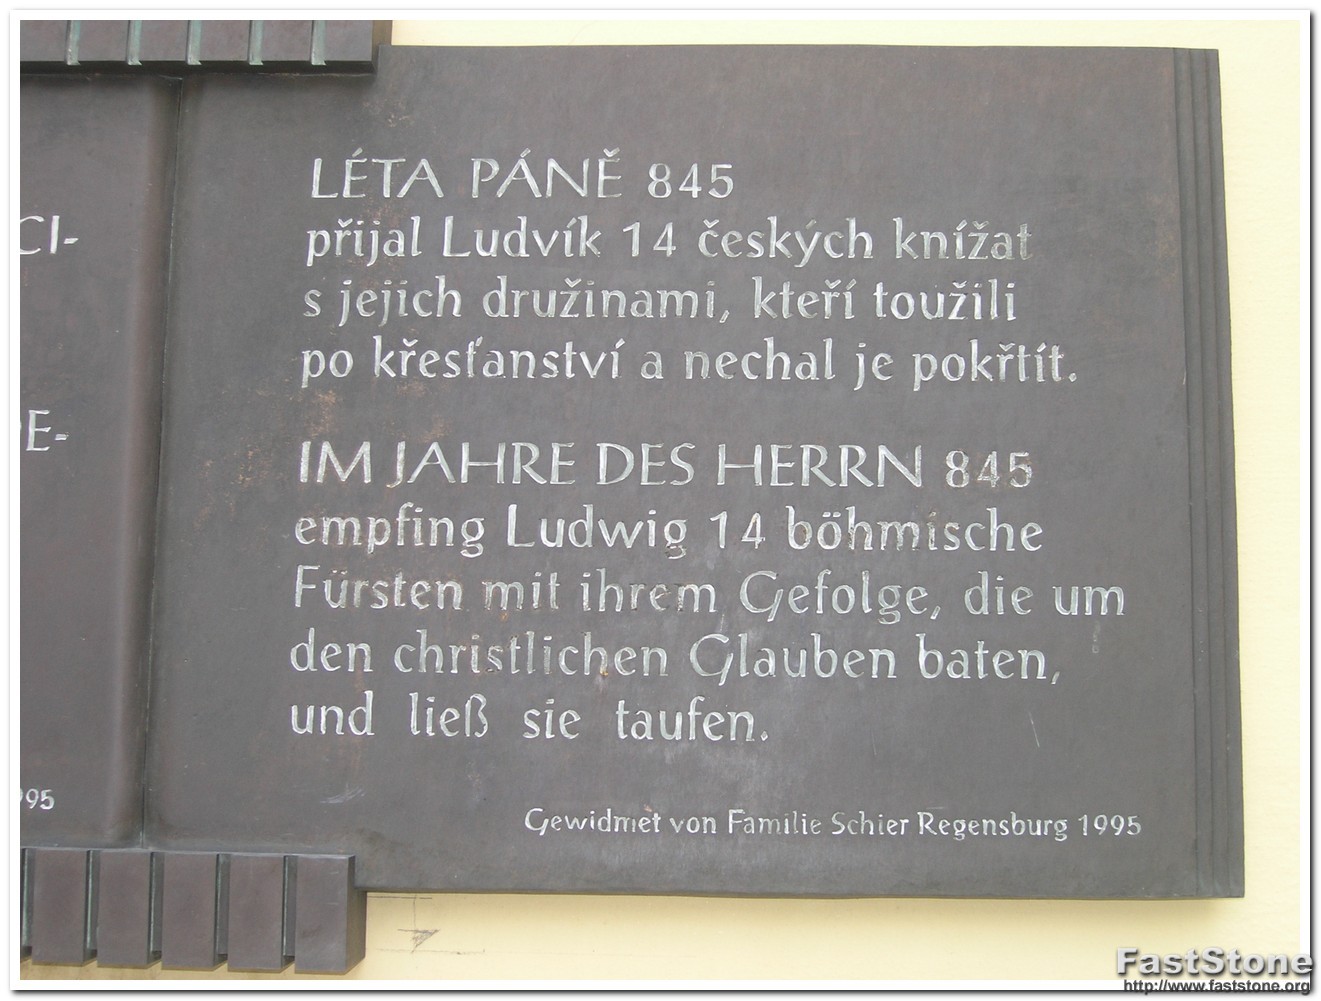 CI-
E-
95
LÉTA PÁNĚ 845
přijal Ludvík 14 českých knížat
s jejich družinami, kteří toužili
po křesťanství a nechal je pokřtít.
IM JAHRE DES HERRN 845
empfing Ludwig 14 böhmische
Fürsten mit ihrem Gefolge, die um
den christlichen Glauben baten,
und ließ sie taufen.
Gewidmet von Familie Schier Regensburg 1995
FastStone
http://www.faststone.org